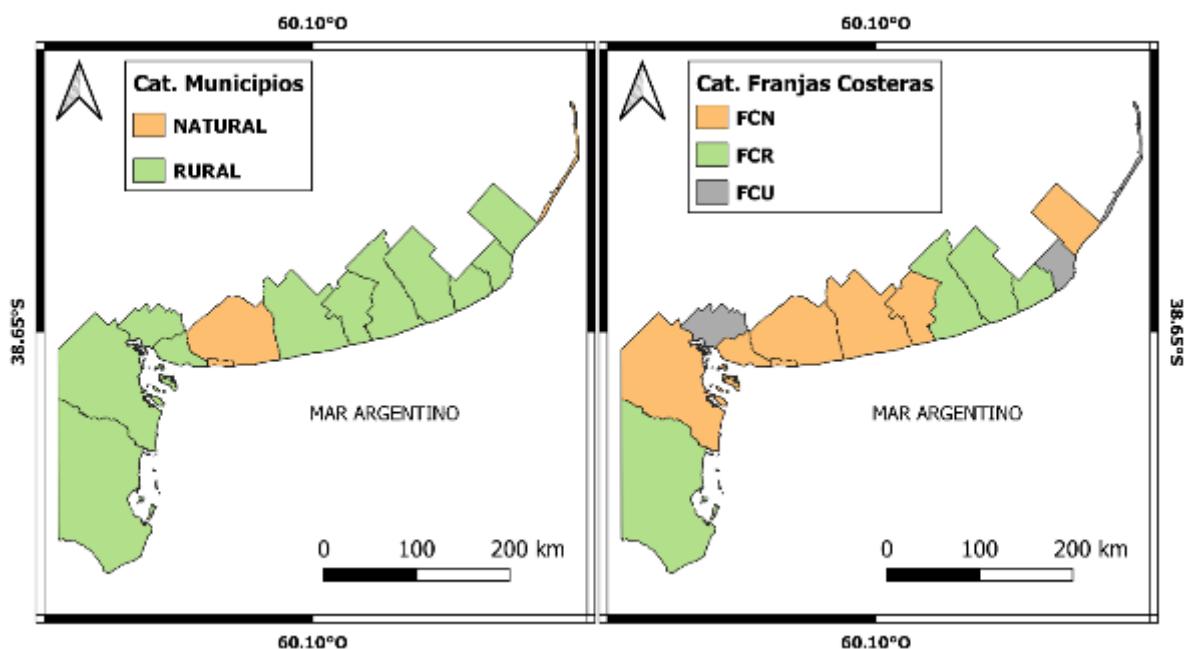 60.10°O
60.10°O
Cat. Municipios
NATURAL
RURAL
Cat. Franjas Costeras
FCN
FCR
FCU
38.65°S
38.65°S
MAR ARGENTINO
MAR ARGENTINO
0 100 200 km
0 100 200 km
60.10°O
60.10°O